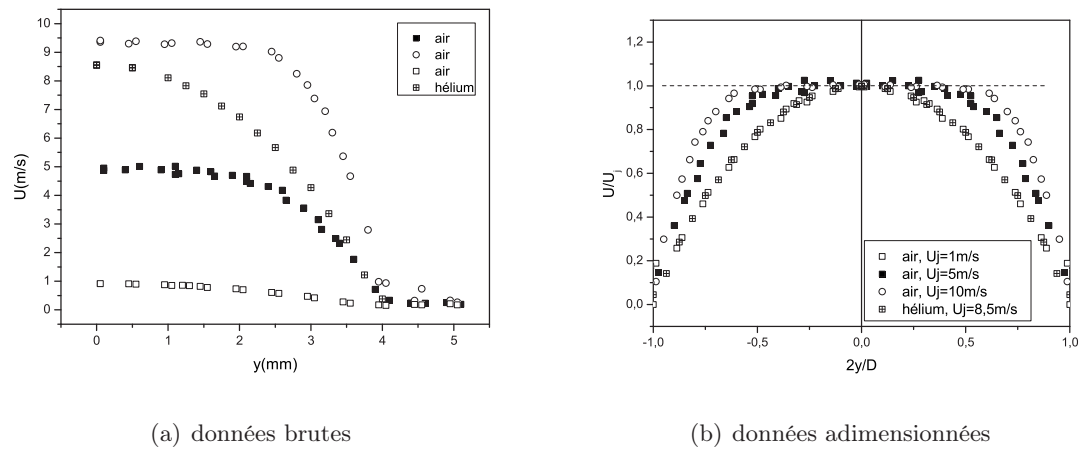 10
9
8
7
6
5
4
3
2
1
0
U(m/s)
0 1 2 3 4 5
y(mm)
air
air
air
hélium
(a) données brutes
1,2
1,0
0,8
0,6
0,4
0,2
0,0
U/Uj
-1,0 -0,5 0,0 0,5 1,0
2y/D
air, Uj=1m/s
air, Uj=5m/s
air, Uj=10m/s
hélium, Uj=8,5m/s
(b) données adimensionnées